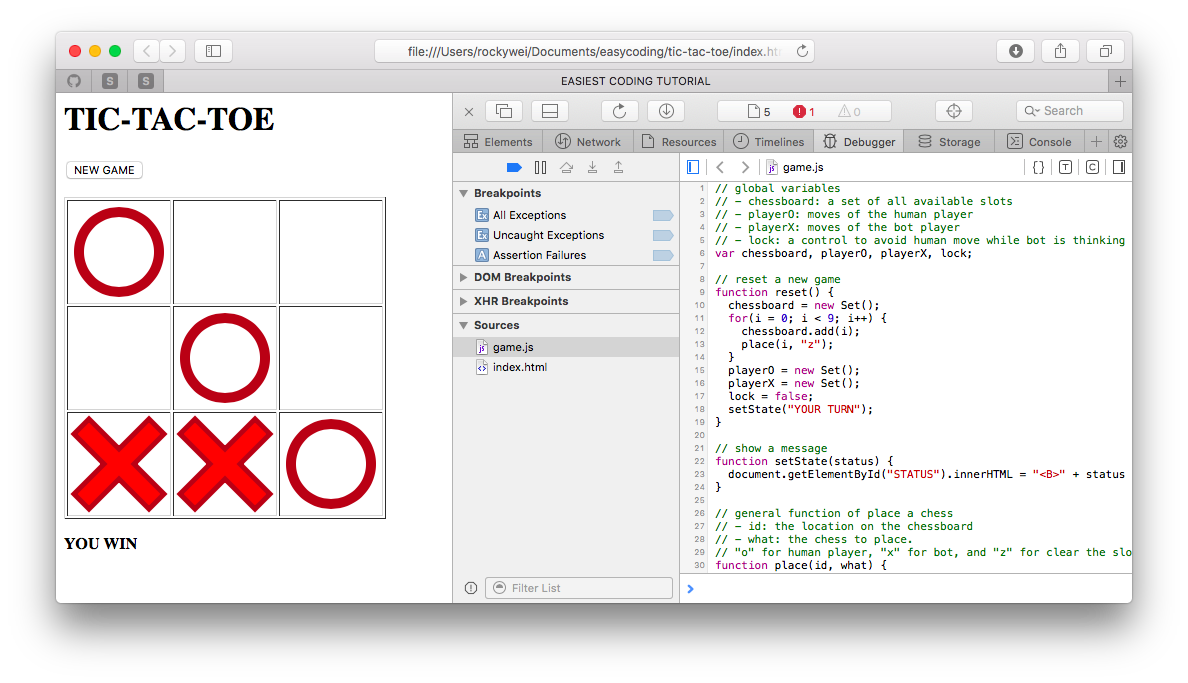 file:///Users/rockywei/Documents/easycoding/tic-tac-toe/index.ht
S
S
EASIEST CODING TUTORIAL
TIC-TAC-TOE
NEW GAME
YOU WIN
5
1
0
Search
Elements
Network
Resources
Timelines
Debugger
Storage
Console
Breakpoints
Ex All Exceptions
Ex Uncaught Exceptions
A Assertion Failures
DOM Breakpoints
XHR Breakpoints
Sources
game.js
index.html
Filter List
game.js
{ }
T
C
1 // global variables
2 // - chessboard: a set of all available slots
3 // - playerO: moves of the human player
4 // - playerX: moves of the bot player
5 // - lock: a control to avoid human move while bot is thinking
6 var chessboard, playerO, playerX, lock;
7
8 // reset a new game
9 function reset() {
10 chessboard = new Set();
11 for(i = 0; i < 9; i++) {
12 chessboard.add(i);
13 place(i, "z");
14 }
15 playerO = new Set();
16 playerX = new Set();
17 lock = false;
18 setState("YOUR TURN");
19 }
20
21 // show a message
22 function setState(status) {
23 document.getElementById("STATUS").innerHTML = "<B>" + status
24 }
25
26 // general function of place a chess
27 // - id: the location on the chessboard
28 // - what: the chess to place.
29 // "o" for human player, "x" for bot, and "z" for clear the slo
30 function place(id, what) {